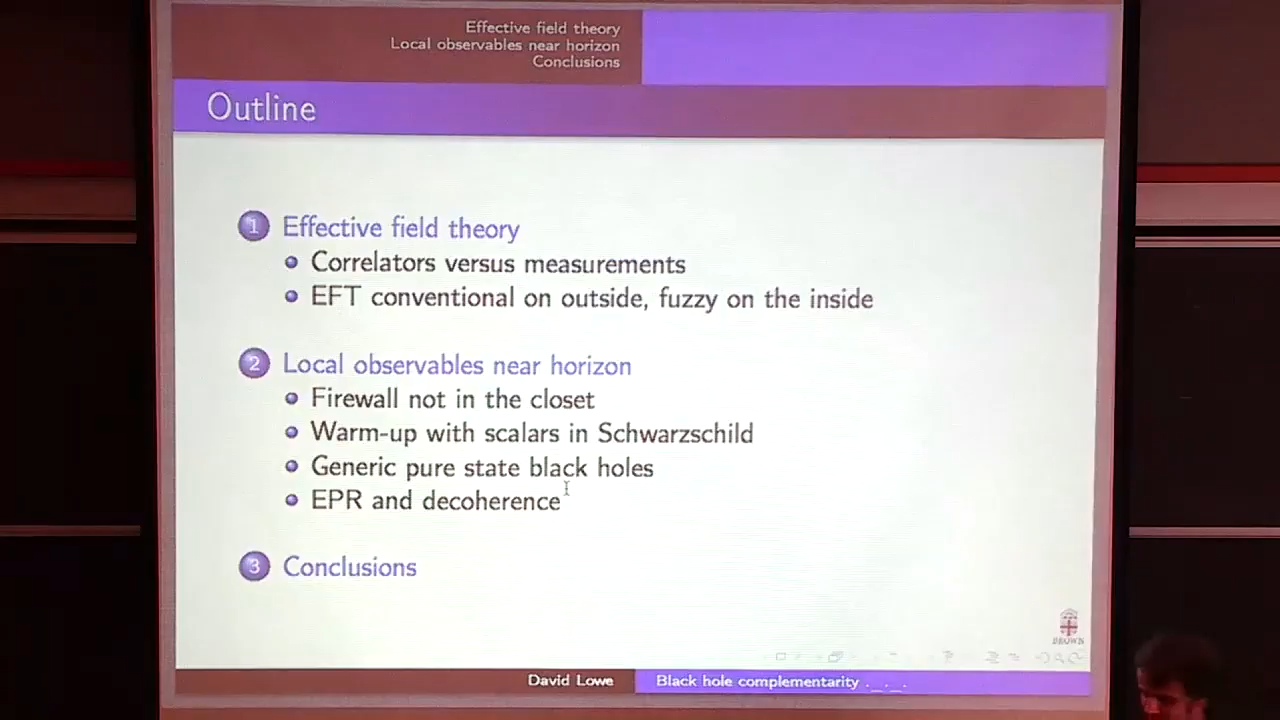 Effective field theory
Local observables near horizon
Conclusions
Outline
1 Effective field theory
Correlators versus measurements
EFT conventional on outside, fuzzy on the inside
2 Local observables near horizon
Firewall not in the closet
Warm-up with scalars in Schwarzschild
Generic pure state black holes
EPR and decoherence
3 Conclusions
BROWN
David Lowe
Black hole complementarity . . .